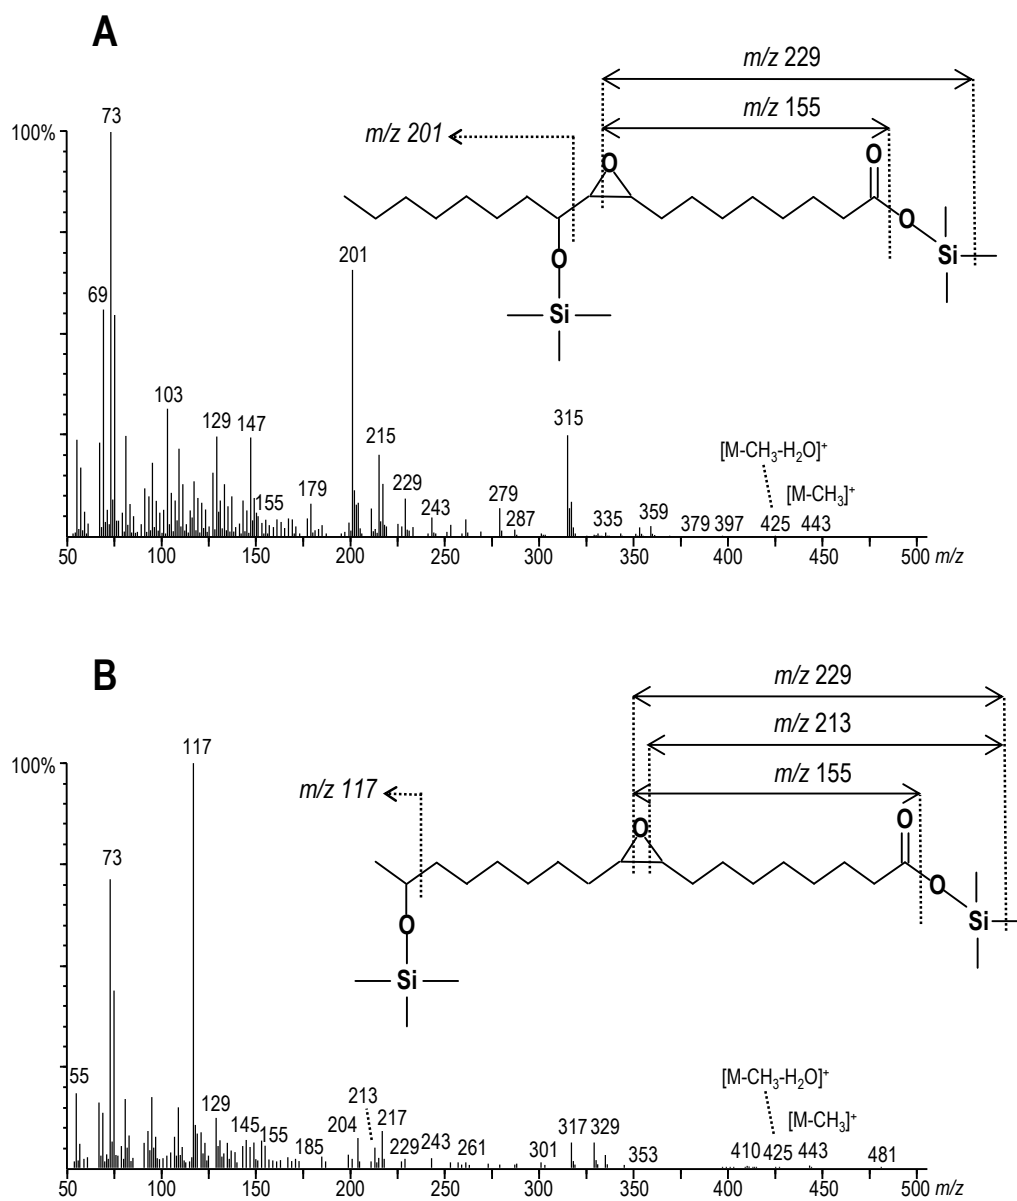 A
m/z 229
73
100%
m/z 201
m/z 155
O
O
O
O
Si
Si
201
69
103
129
147
155
179
215
229
243
279
287
315
335
359
379
397
[M-CH₃-H₂O]⁺
[M-CH₃]⁺
425
443
50 100 150 200 250 300 350 400 450 500 m/z
B
m/z 229
m/z 213
117
100%
m/z 155
m/z 117
O
O
O
O
Si
Si
73
55
129
145
155
185
204
213
217
229
243
261
301
317
329
353
[M-CH₃-H₂O]⁺
[M-CH₃]⁺
410
425
443
481
50 100 150 200 250 300 350 400 450 500 m/z